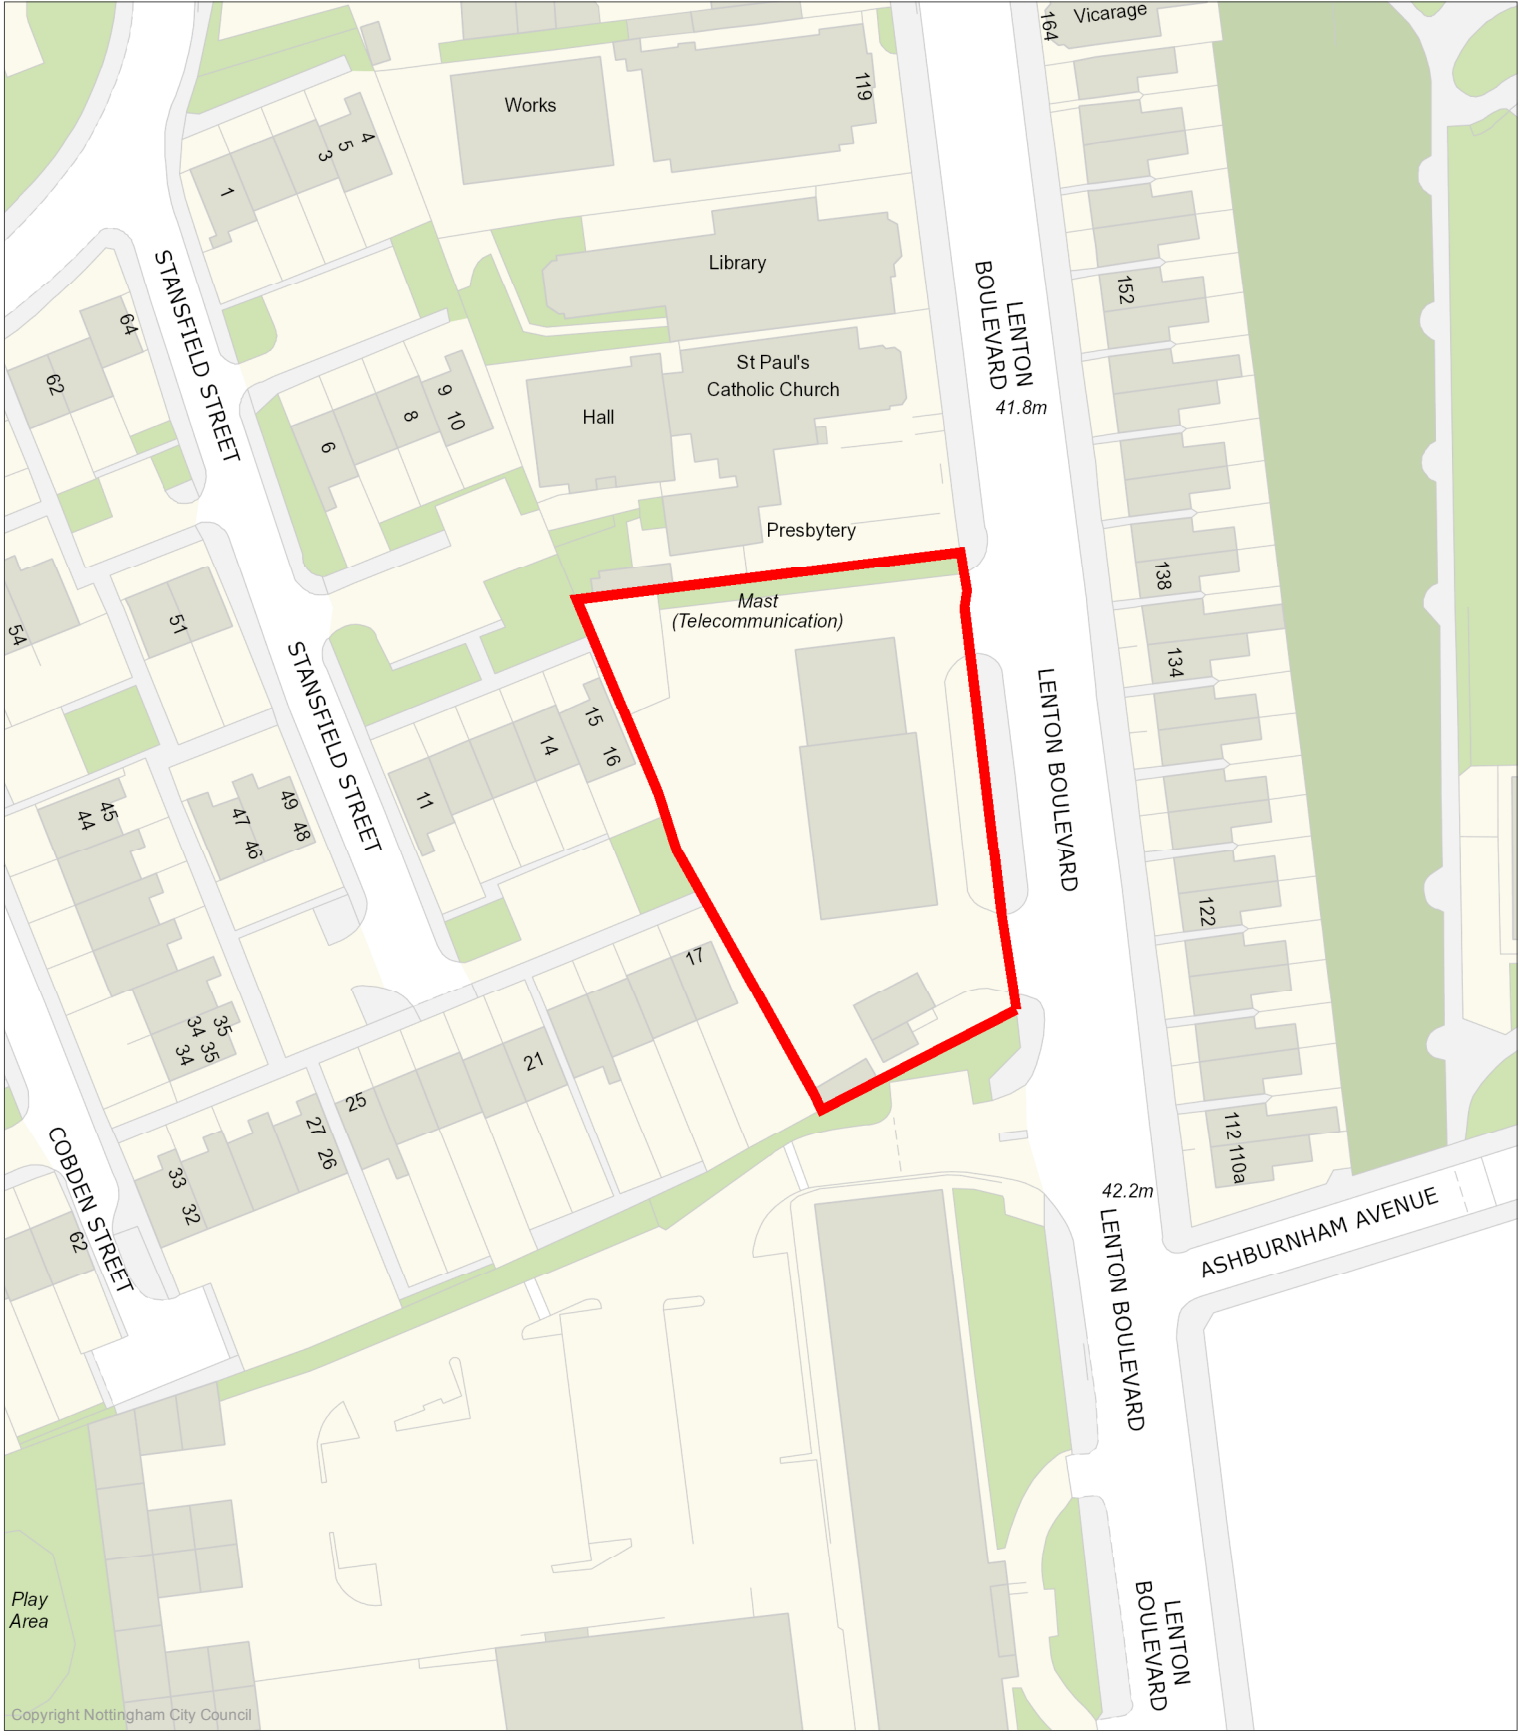 164
Vicarage
Works
119
4
5
3
1
STANSFIELD STREET
Library
152
LENTON
BOULEVARD
41.8m
64
62
St Paul's
Catholic Church
Hall
9
10
8
6
Presbytery
138
Mast
(Telecommunication)
54
51
134
STANSFIELD STREET
LENTON BOULEVARD
15
16
14
11
45
44
49
48
47
46
122
17
34
35
34
35
21
25
27
26
33
32
112
110a
COBDEN STREET
62
42.2m
LENTON BOULEVARD
ASHBURNHAM AVENUE
Play
Area
LENTON
BOULEVARD
Copyright Nottingham City Council